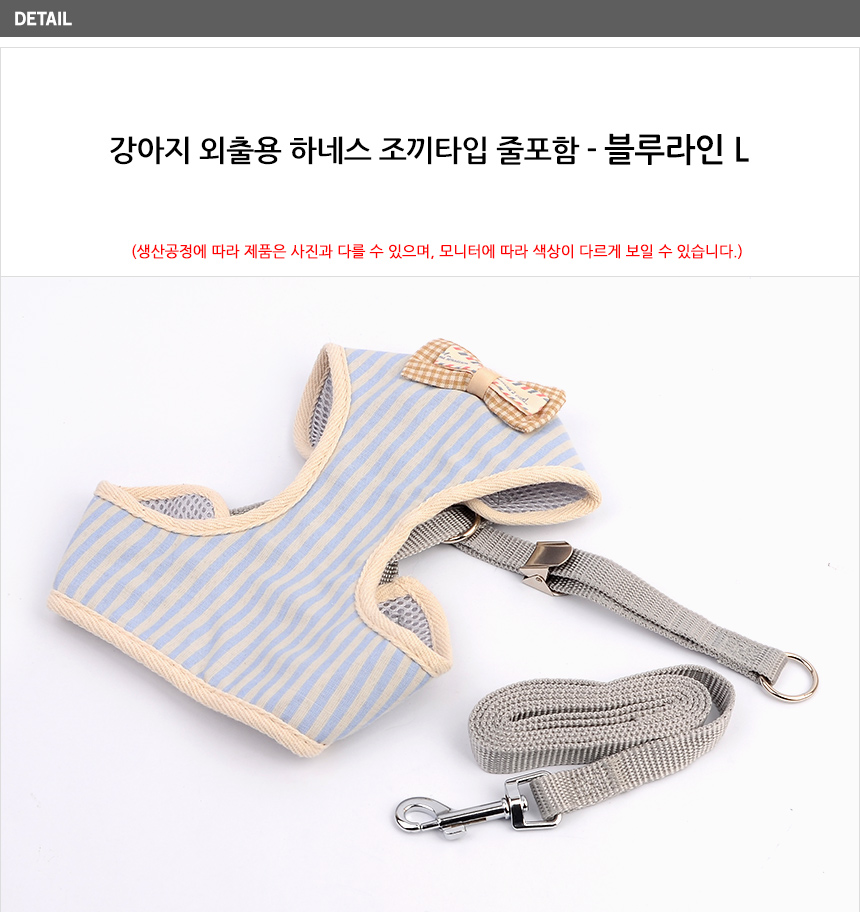 DETAIL
강아지 외출용 하네스 조끼타입 줄포함 - 블루라인 L
(생산공정에 따라 제품은 사진과 다를 수 있으며, 모니터에 따라 색상이 다르게 보일 수 있습니다.)